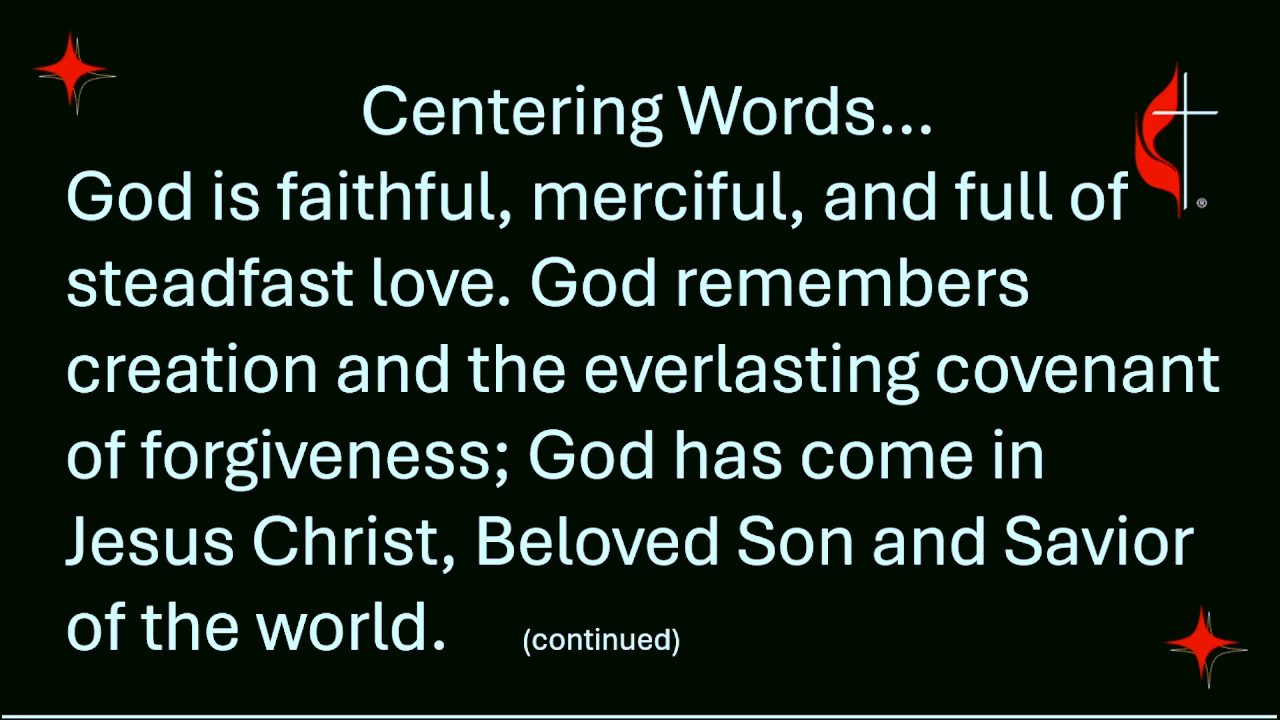 Centering Words...
God is faithful, merciful, and full of
steadfast love. God remembers
creation and the everlasting covenant
of forgiveness; God has come in
Jesus Christ, Beloved Son and Savior
of the world. (continued)
®